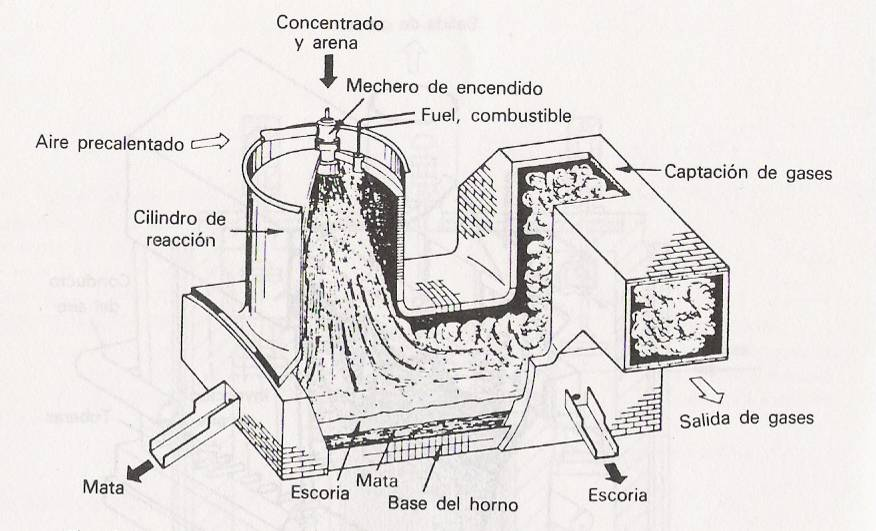 Concentrado
y arena
Mechero de encendido
Fuel, combustible
Aire precalentado
Captación de gases
Cilindro de
reacción
Salida de gases
Mata
Escoria
Mata
Base del horno
Escoria